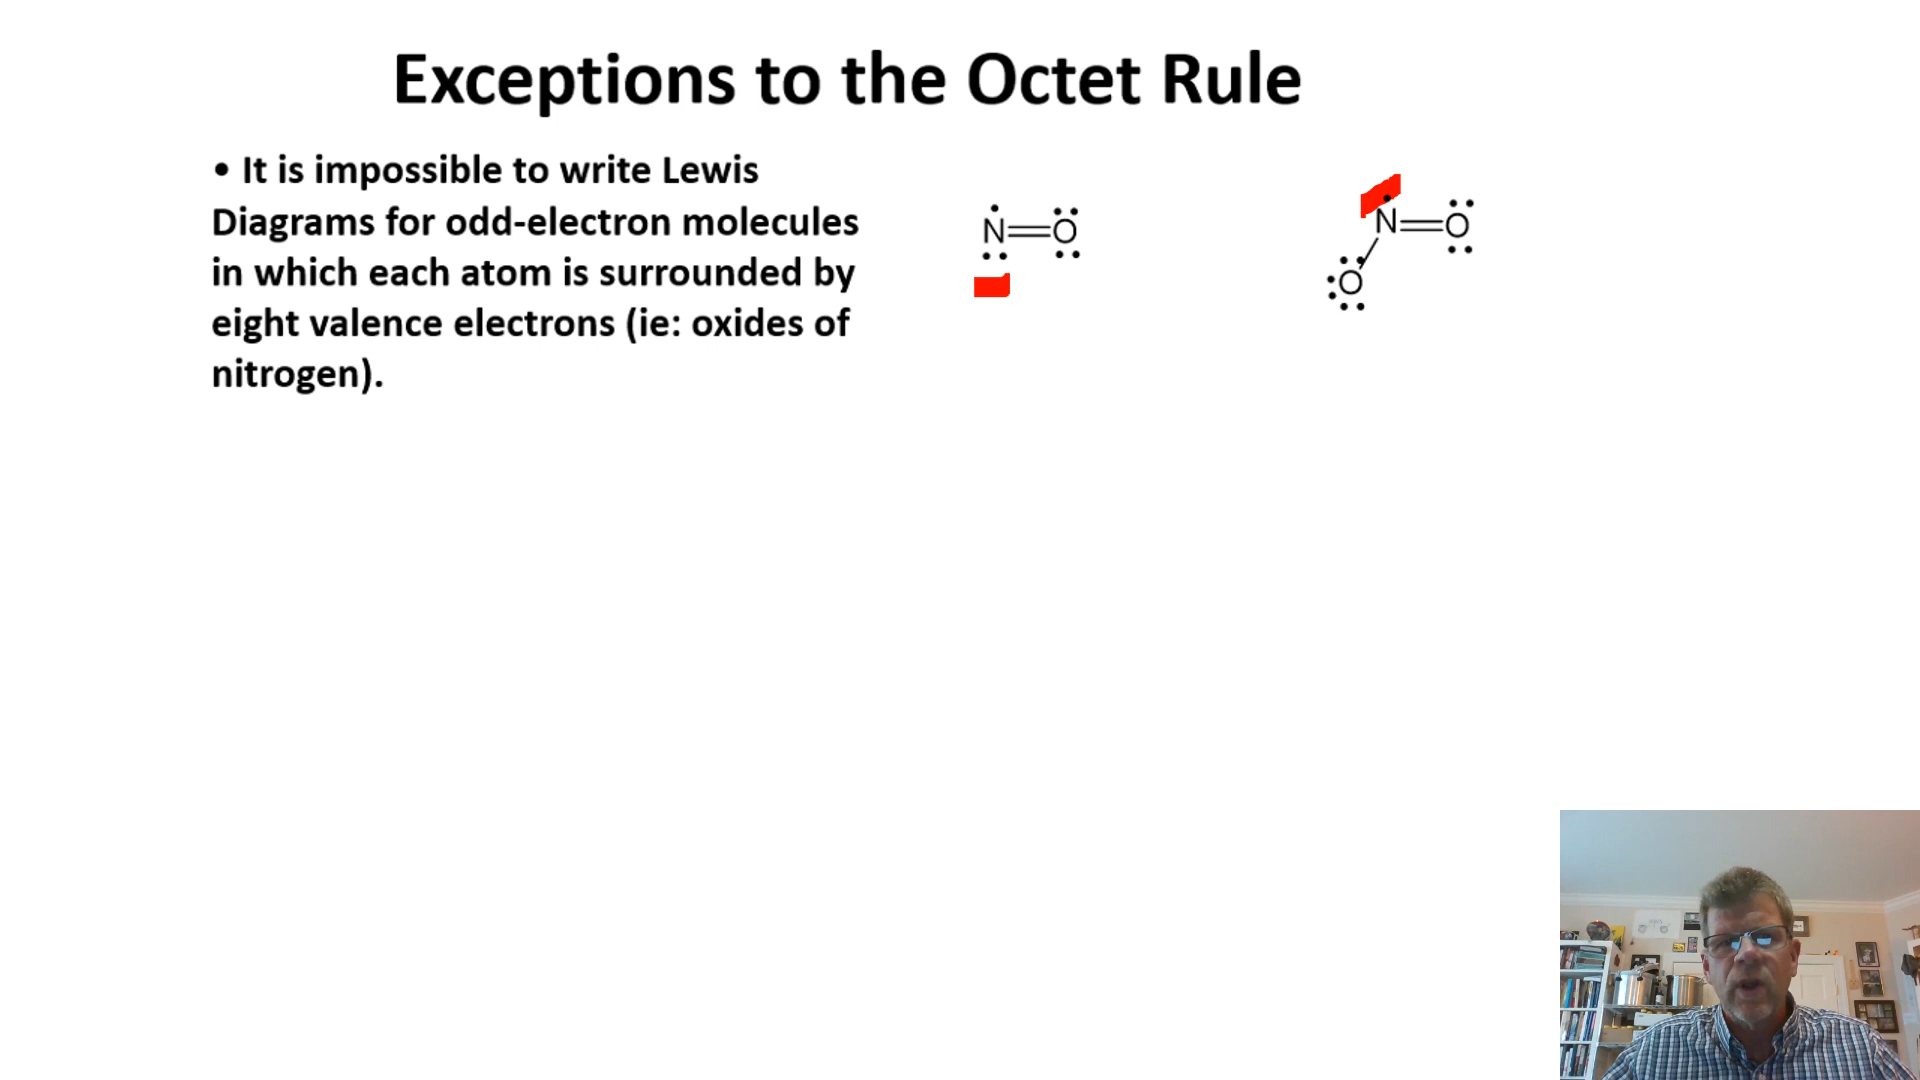 Exceptions to the Octet Rule
• It is impossible to write Lewis
Diagrams for odd-electron molecules
in which each atom is surrounded by
eight valence electrons (ie: oxides of
nitrogen).
N=O
N=O
O